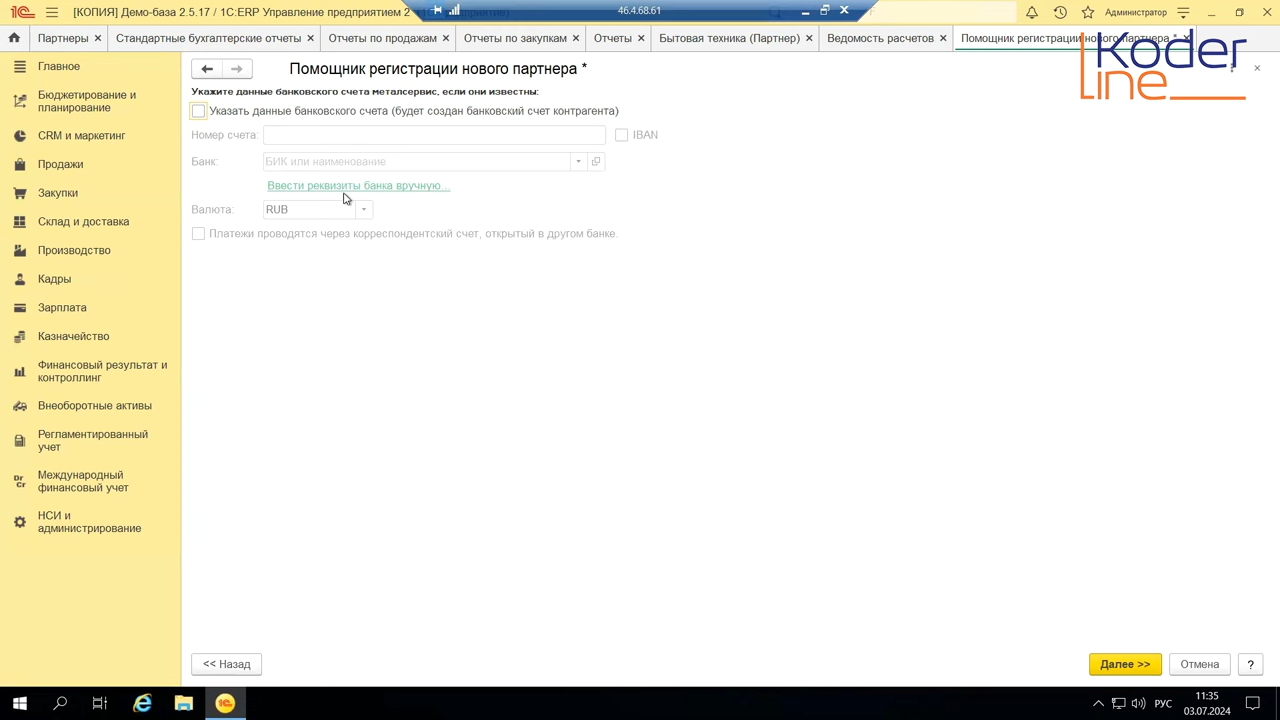 [КОПИЯ] Демо-база 2.5.17 / 1С:ERP Управление предприятием 2
46.4.68.61
Администратор
Партнеры
Стандартные бухгалтерские отчеты
Отчеты по продажам
Отчеты по закупкам
Отчеты
Бытовая техника (Партнер)
Ведомость расчетов
Помощник регистрации нового партнера *
Koder
line
Главное
Бюджетирование и
планирование
CRM и маркетинг
Продажи
Закупки
Склад и доставка
Производство
Кадры
Зарплата
Казначейство
Финансовый результат и
контроллинг
Внеоборотные активы
Регламентированный
учет
Международный
финансовый учет
НСИ и
администрирование
Помощник регистрации нового партнера *
Укажите данные банковского счета металсервис, если они известны:
Указать данные банковского счета (будет создан банковский счет контрагента)
Номер счета:
IBAN
Банк:
БИК или наименование
Ввести реквизиты банка вручную...
Валюта:
RUB
Платежи проводятся через корреспондентский счет, открытый в другом банке.
<< Назад
Далее >>
Отмена
?
РУС
11:35
03.07.2024